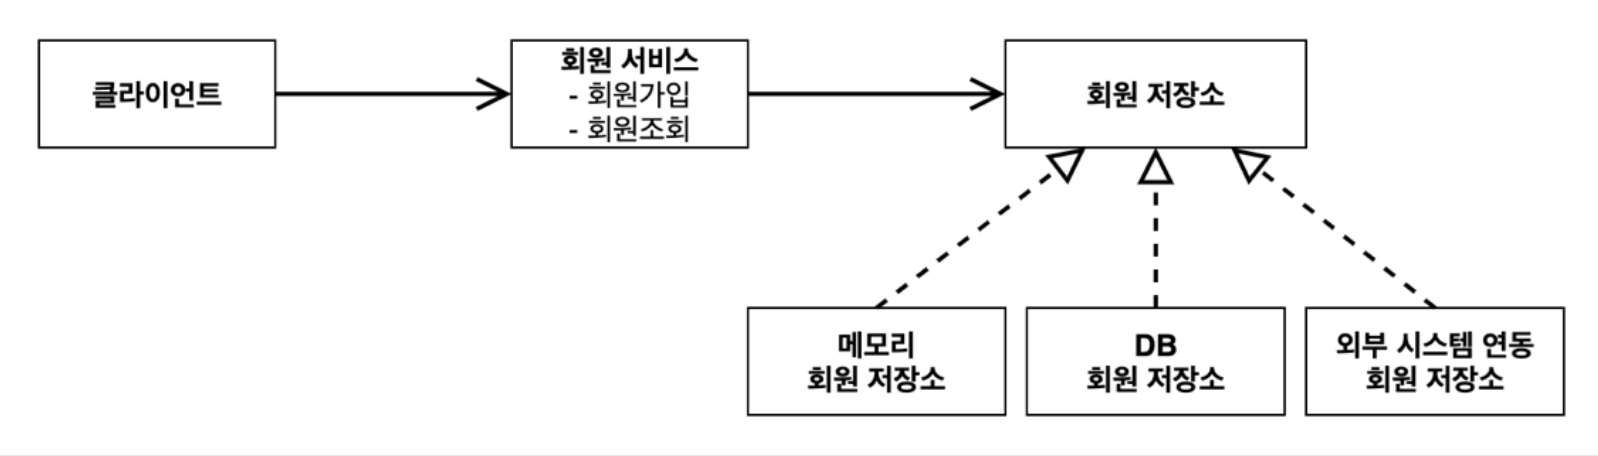 클라이언트
회원 서비스
- 회원가입
- 회원조회
회원 저장소
메모리
회원 저장소
DB
회원 저장소
외부 시스템 연동
회원 저장소